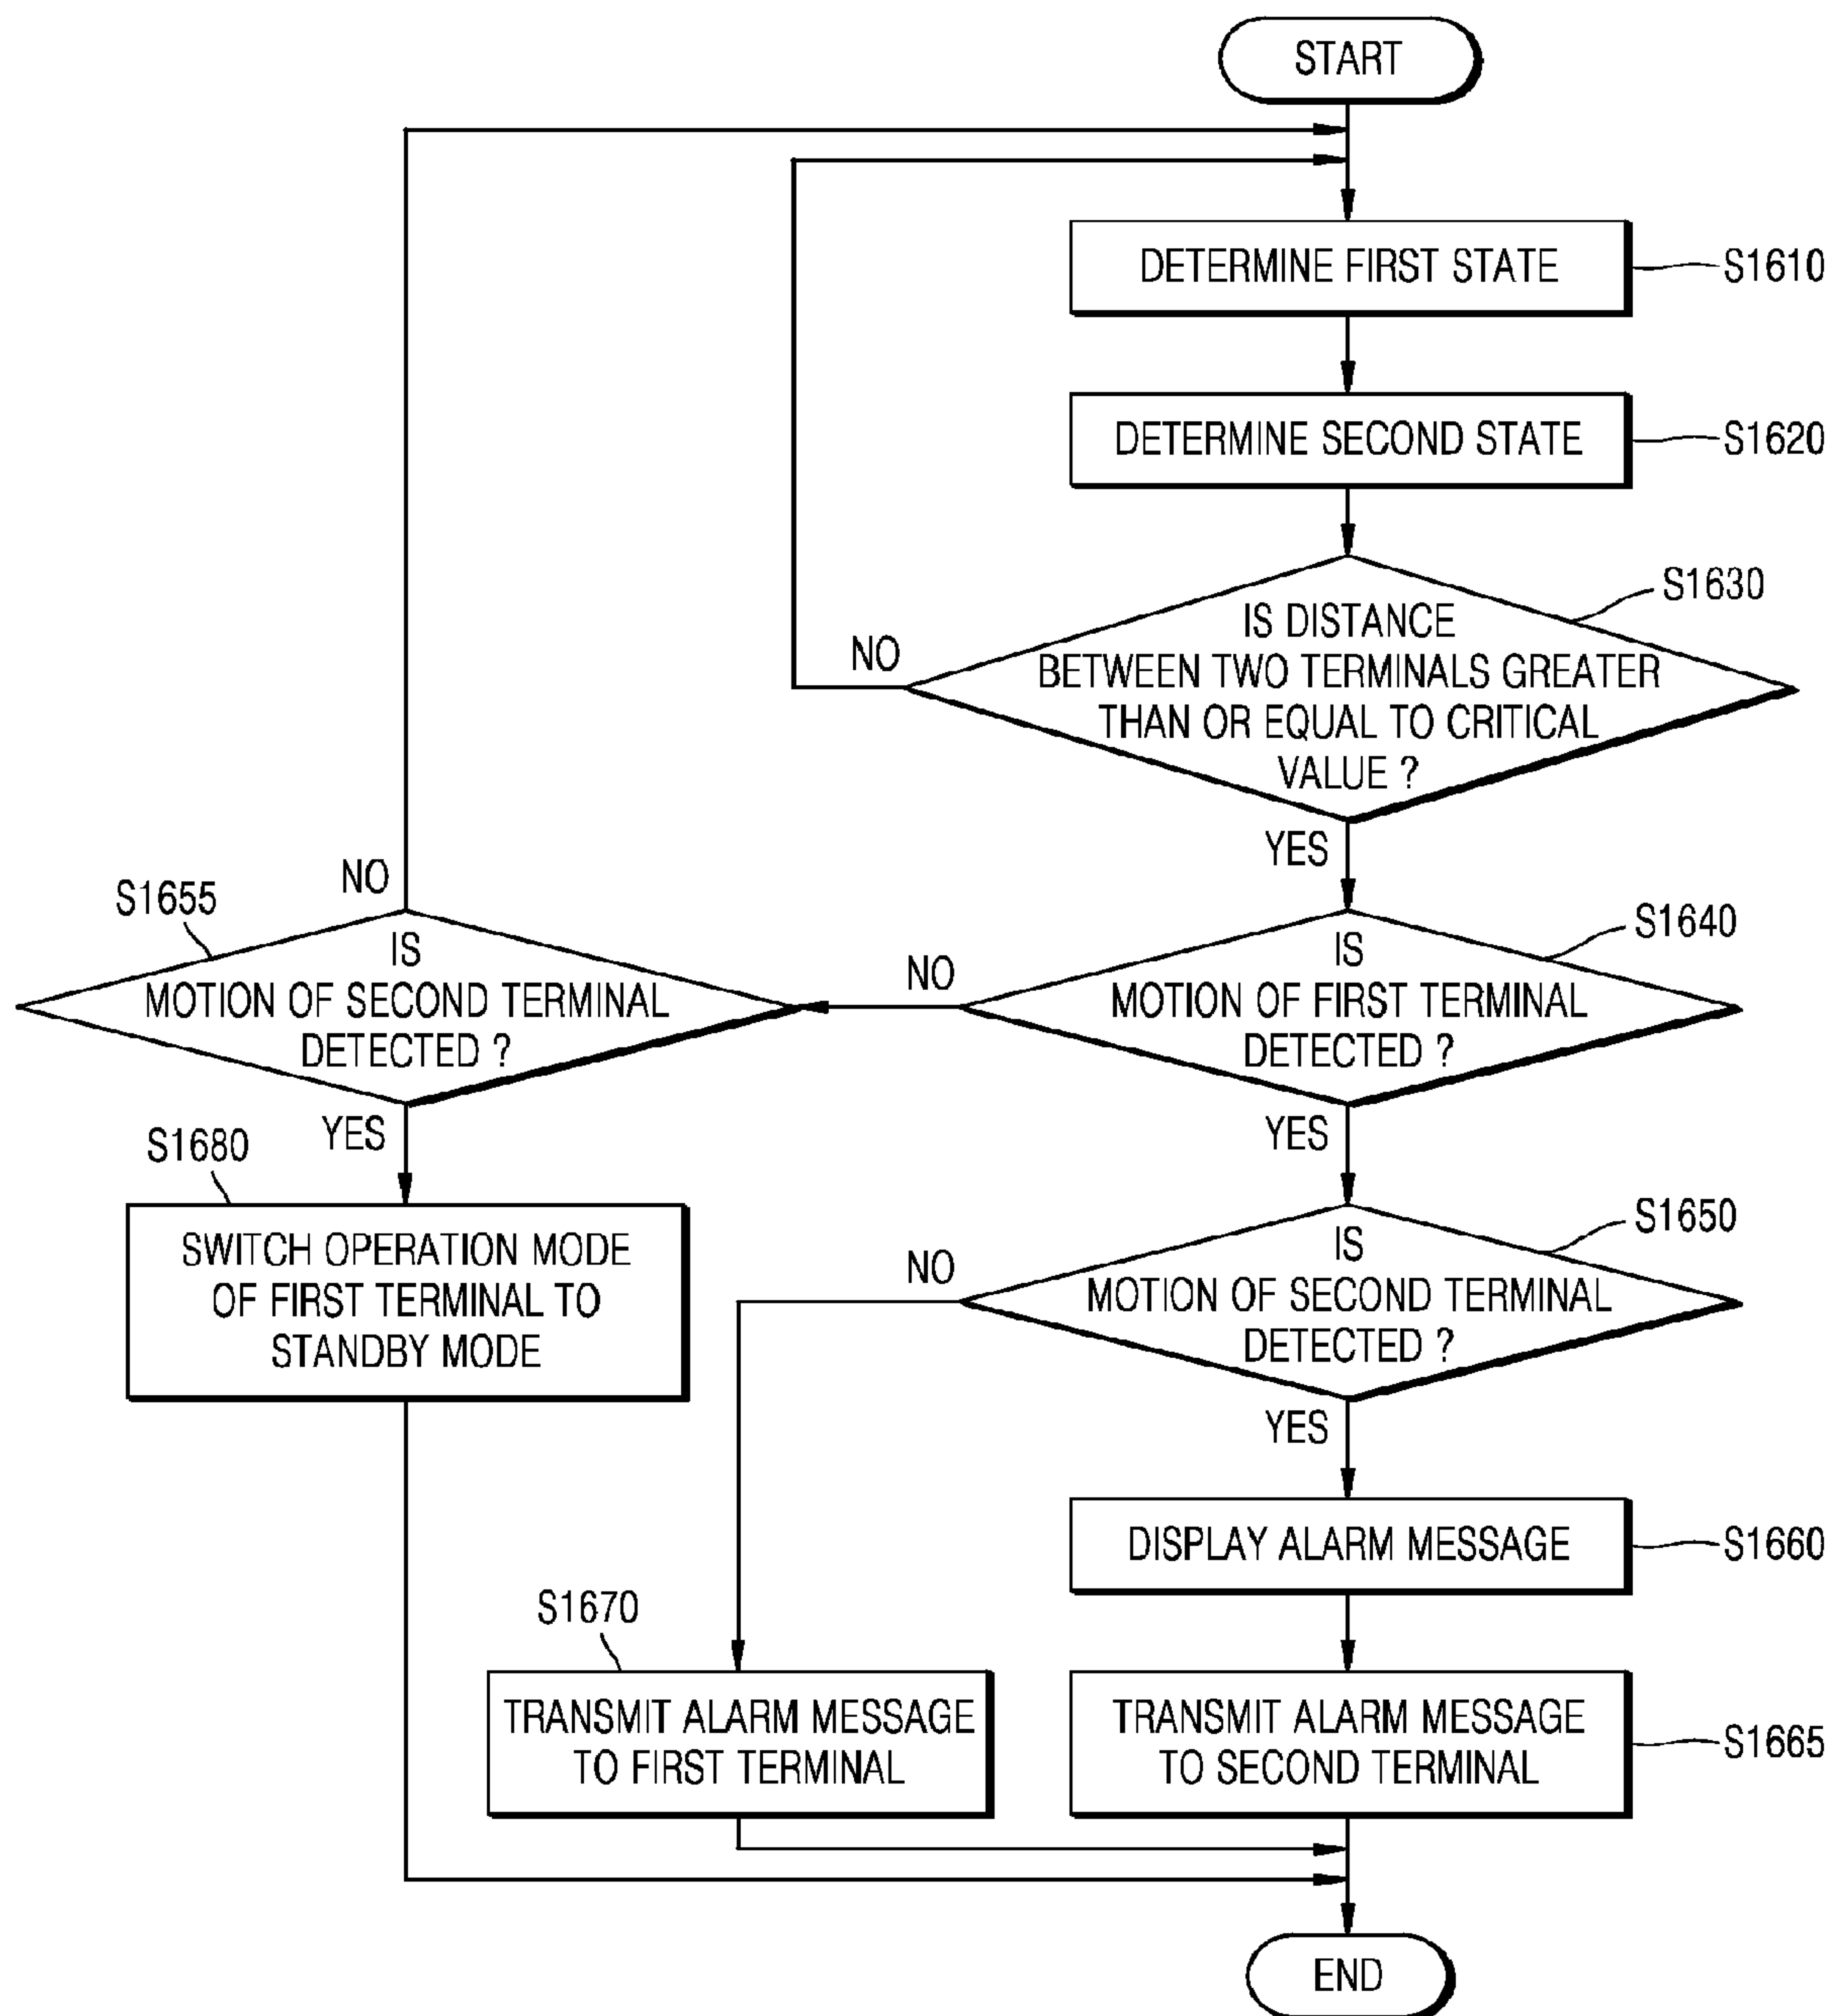 START
DETERMINE FIRST STATE
S1610
DETERMINE SECOND STATE
S1620
S1630
IS DISTANCE
BETWEEN TWO TERMINALS GREATER
THAN OR EQUAL TO CRITICAL
VALUE ?
NO
YES
S1640
IS
MOTION OF FIRST TERMINAL
DETECTED ?
NO
YES
S1655
IS
MOTION OF SECOND TERMINAL
DETECTED ?
NO
YES
S1680
SWITCH OPERATION MODE
OF FIRST TERMINAL TO
STANDBY MODE
S1650
IS
MOTION OF SECOND TERMINAL
DETECTED ?
NO
YES
DISPLAY ALARM MESSAGE
S1660
S1670
TRANSMIT ALARM MESSAGE
TO FIRST TERMINAL
TRANSMIT ALARM MESSAGE
TO SECOND TERMINAL
S1665
END